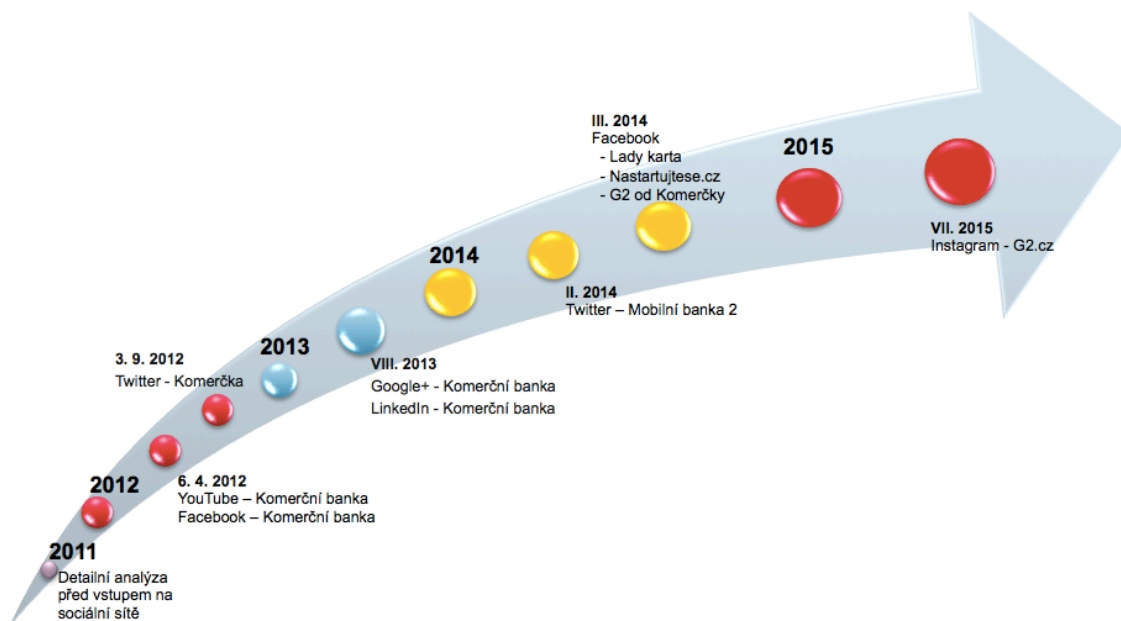 2011
Detailní analýza
před vstupem na
sociální sítě
2012
6. 4. 2012
YouTube – Komerční banka
Facebook – Komerční banka
3. 9. 2012
Twitter - Komerčka
2013
VIII. 2013
Google+ - Komerční banka
LinkedIn - Komerční banka
2014
II. 2014
Twitter – Mobilní banka 2
III. 2014
Facebook
- Lady karta
- Nastartujtese.cz
- G2 od Komerčky
2015
VII. 2015
Instagram - G2.cz